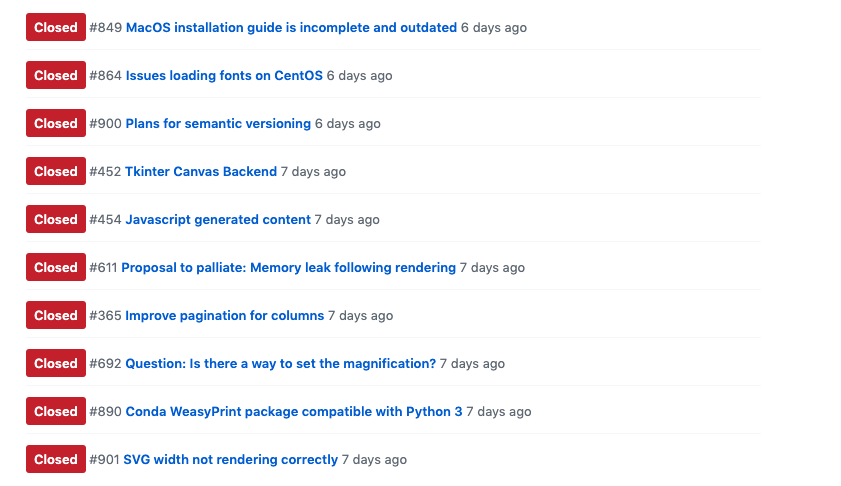 Closed #849 MacOS installation guide is incomplete and outdated 6 days ago
Closed #864 Issues loading fonts on CentOS 6 days ago
Closed #900 Plans for semantic versioning 6 days ago
Closed #452 Tkinter Canvas Backend 7 days ago
Closed #454 Javascript generated content 7 days ago
Closed #611 Proposal to palliate: Memory leak following rendering 7 days ago
Closed #365 Improve pagination for columns 7 days ago
Closed #692 Question: Is there a way to set the magnification? 7 days ago
Closed #890 Conda WeasyPrint package compatible with Python 3 7 days ago
Closed #901 SVG width not rendering correctly 7 days ago